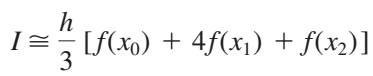 I ≅ h/3 [f(x₀) + 4f(x₁) + f(x₂)]